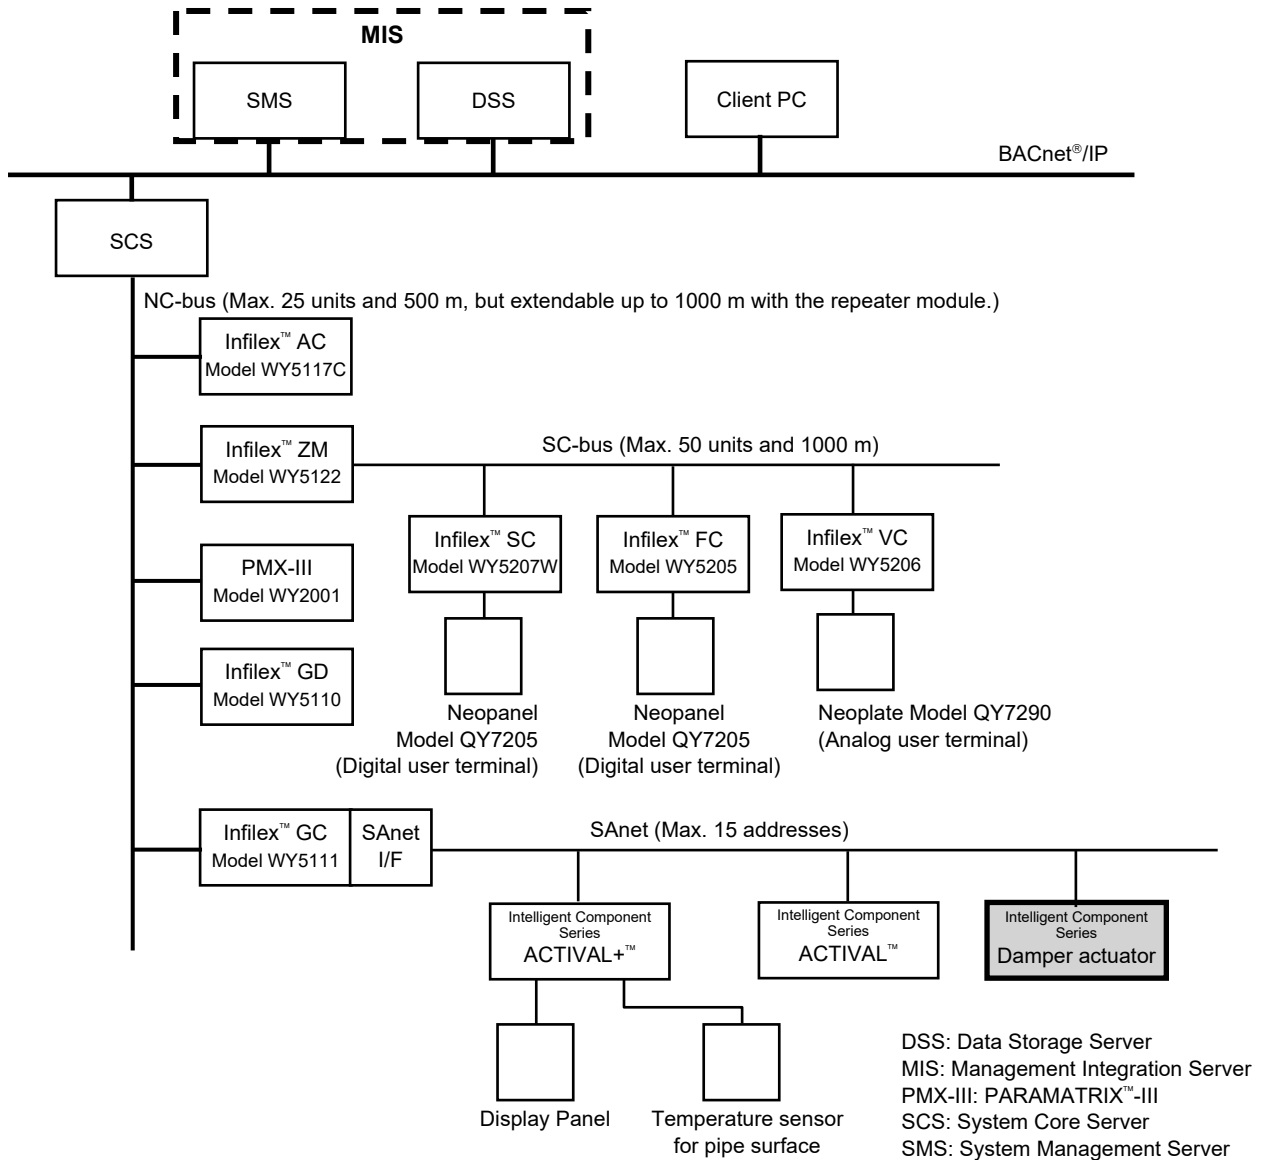 MIS
SMS
DSS
Client PC
BACnet®/IP
SCS
NC-bus (Max. 25 units and 500 m, but extendable up to 1000 m with the repeater module.)
Infilex™ AC
Model WY5117C
Infilex™ ZM
Model WY5122
SC-bus (Max. 50 units and 1000 m)
Infilex™ SC
Model WY5207W
Infilex™ FC
Model WY5205
Infilex™ VC
Model WY5206
PMX-III
Model WY2001
Infilex™ GD
Model WY5110
Neopanel
Model QY7205
(Digital user terminal)
Neopanel
Model QY7205
(Digital user terminal)
Neoplate Model QY7290
(Analog user terminal)
Infilex™ GC
Model WY5111
SAnet
I/F
SAnet (Max. 15 addresses)
Intelligent Component
Series
ACTIVAL+™
Intelligent Component
Series
ACTIVAL™
Intelligent Component
Series
Damper actuator
Display Panel
Temperature sensor
for pipe surface
DSS: Data Storage Server
MIS: Management Integration Server
PMX-III: PARAMATRIX™-III
SCS: System Core Server
SMS: System Management Server